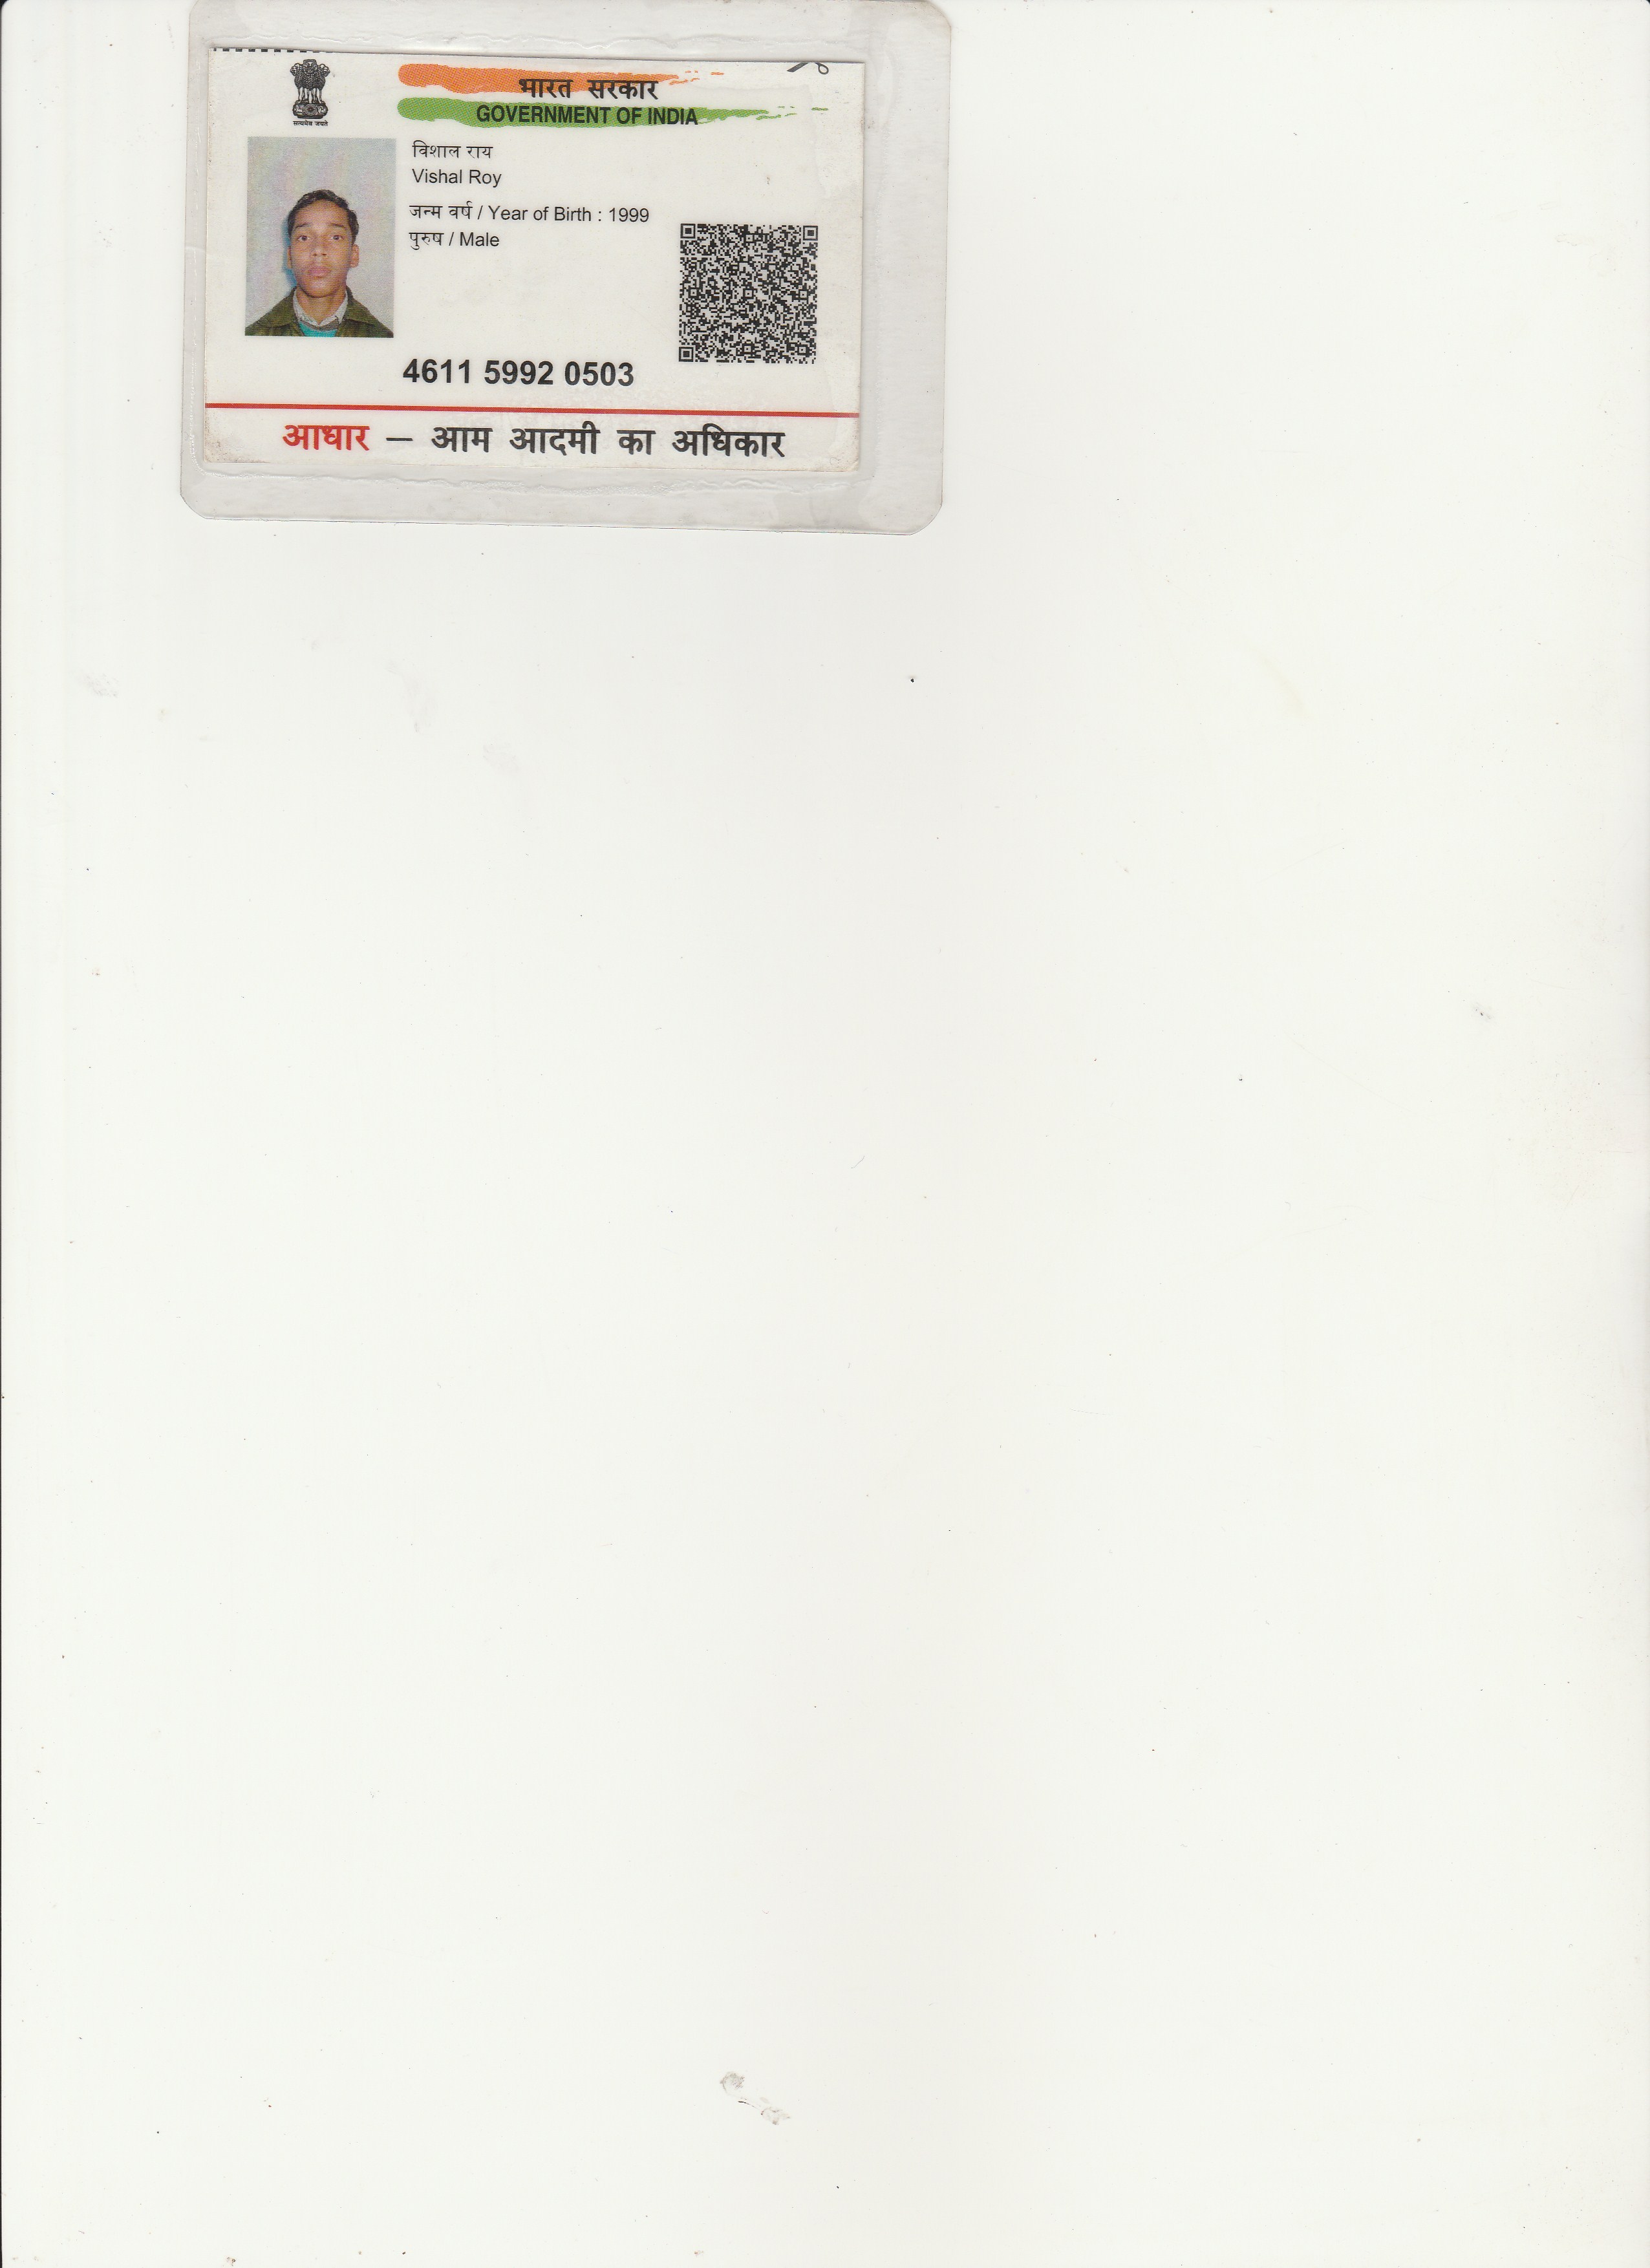 भारत सरकार
GOVERNMENT OF INDIA
सत्यमेव जयते
विशाल राय
Vishal Roy
जन्म वर्ष / Year of Birth : 1999
पुरुष / Male
4611 5992 0503
आधार – आम आदमी का अधिकार